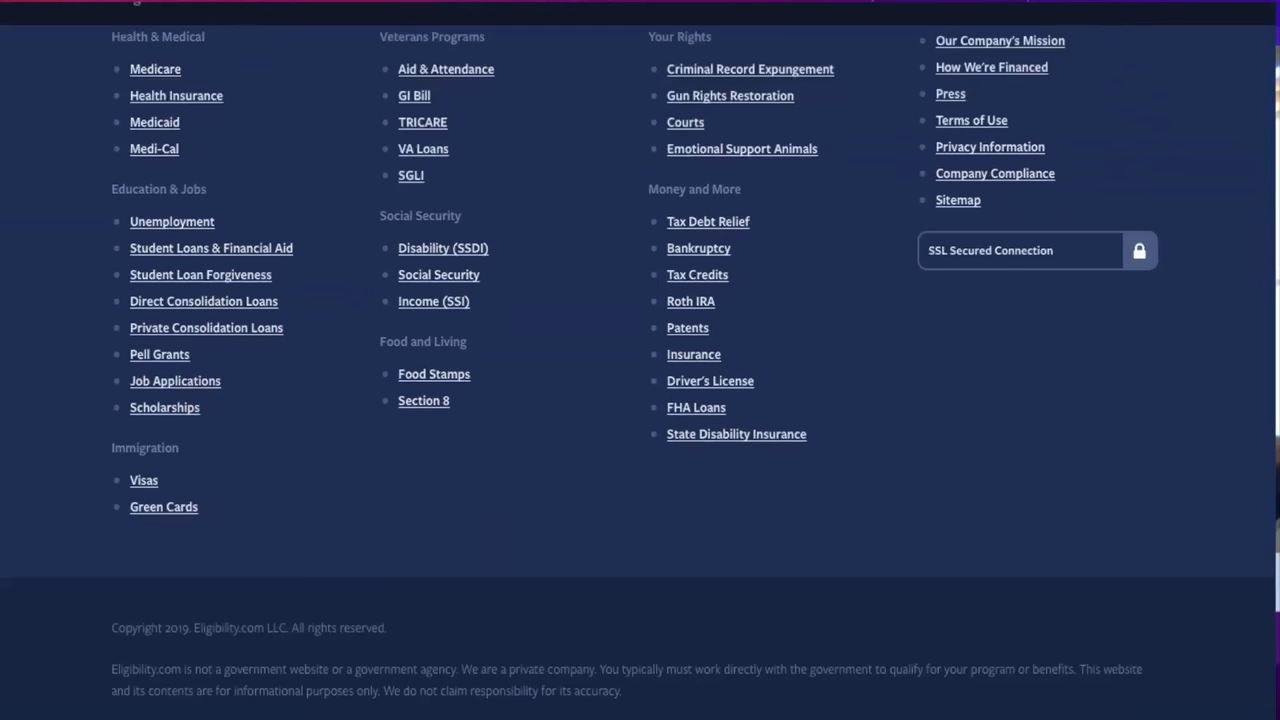 Health & Medical
Medicare
Health Insurance
Medicaid
Medi-Cal
Education & Jobs
Unemployment
Student Loans & Financial Aid
Student Loan Forgiveness
Direct Consolidation Loans
Private Consolidation Loans
Pell Grants
Job Applications
Scholarships
Immigration
Visas
Green Cards
Veterans Programs
Aid & Attendance
GI Bill
TRICARE
VA Loans
SGLI
Social Security
Disability (SSDI)
Social Security
Income (SSI)
Food and Living
Food Stamps
Section 8
Your Rights
Criminal Record Expungement
Gun Rights Restoration
Courts
Emotional Support Animals
Money and More
Tax Debt Relief
Bankruptcy
Tax Credits
Roth IRA
Patents
Insurance
Driver's License
FHA Loans
State Disability Insurance
Our Company's Mission
How We're Financed
Press
Terms of Use
Privacy Information
Company Compliance
Sitemap
SSL Secured Connection
Copyright 2019. Eligibility.com LLC. All rights reserved.
Eligibility.com is not a government website or a government agency. We are a private company. You typically must work directly with the government to qualify for your program or benefits. This website
and its contents are for informational purposes only. We do not claim responsibility for its accuracy.